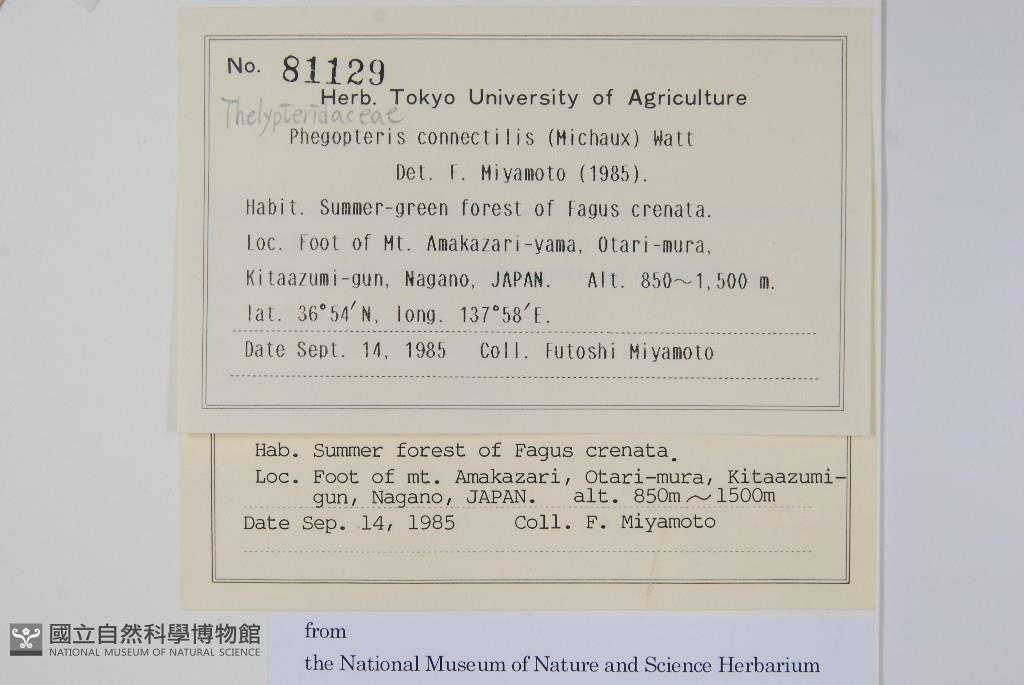 No. 81129
Herb. Tokyo University of Agriculture
Thelypteridaceae
Phegopteris connectilis (Michaux) Watt
Det. F. Miyamoto (1985).
Habit. Summer-green forest of Fagus crenata.
Loc. Foot of Mt. Amakazari-yama, Otari-mura,
Kitaazumi-gun, Nagano, JAPAN. Alt. 850~1,500 m.
lat. 36°54′N, long. 137°58′E.
Date Sept. 14, 1985 Coll. Futoshi Miyamoto
Hab. Summer forest of Fagus crenata.
Loc. Foot of mt. Amakazari, Otari-mura, Kitaazumi-
gun, Nagano, JAPAN. alt. 850m~1500m
Date Sep. 14, 1985 Coll. F. Miyamoto
國立自然科學博物館
NATIONAL MUSEUM OF NATURAL SCIENCE
from
the National Museum of Nature and Science Herbarium